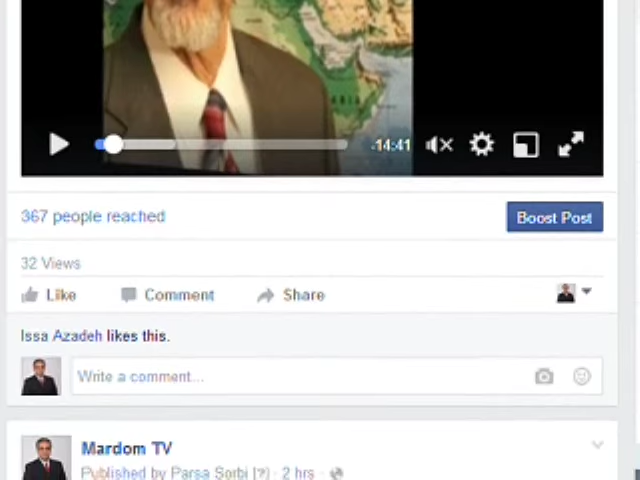 -14:41
367 people reached
Boost Post
32 Views
Like Comment Share
Issa Azadeh likes this.
Write a comment...
Mardom TV
Published by Parsa Sorbi [?] · 2 hrs ·